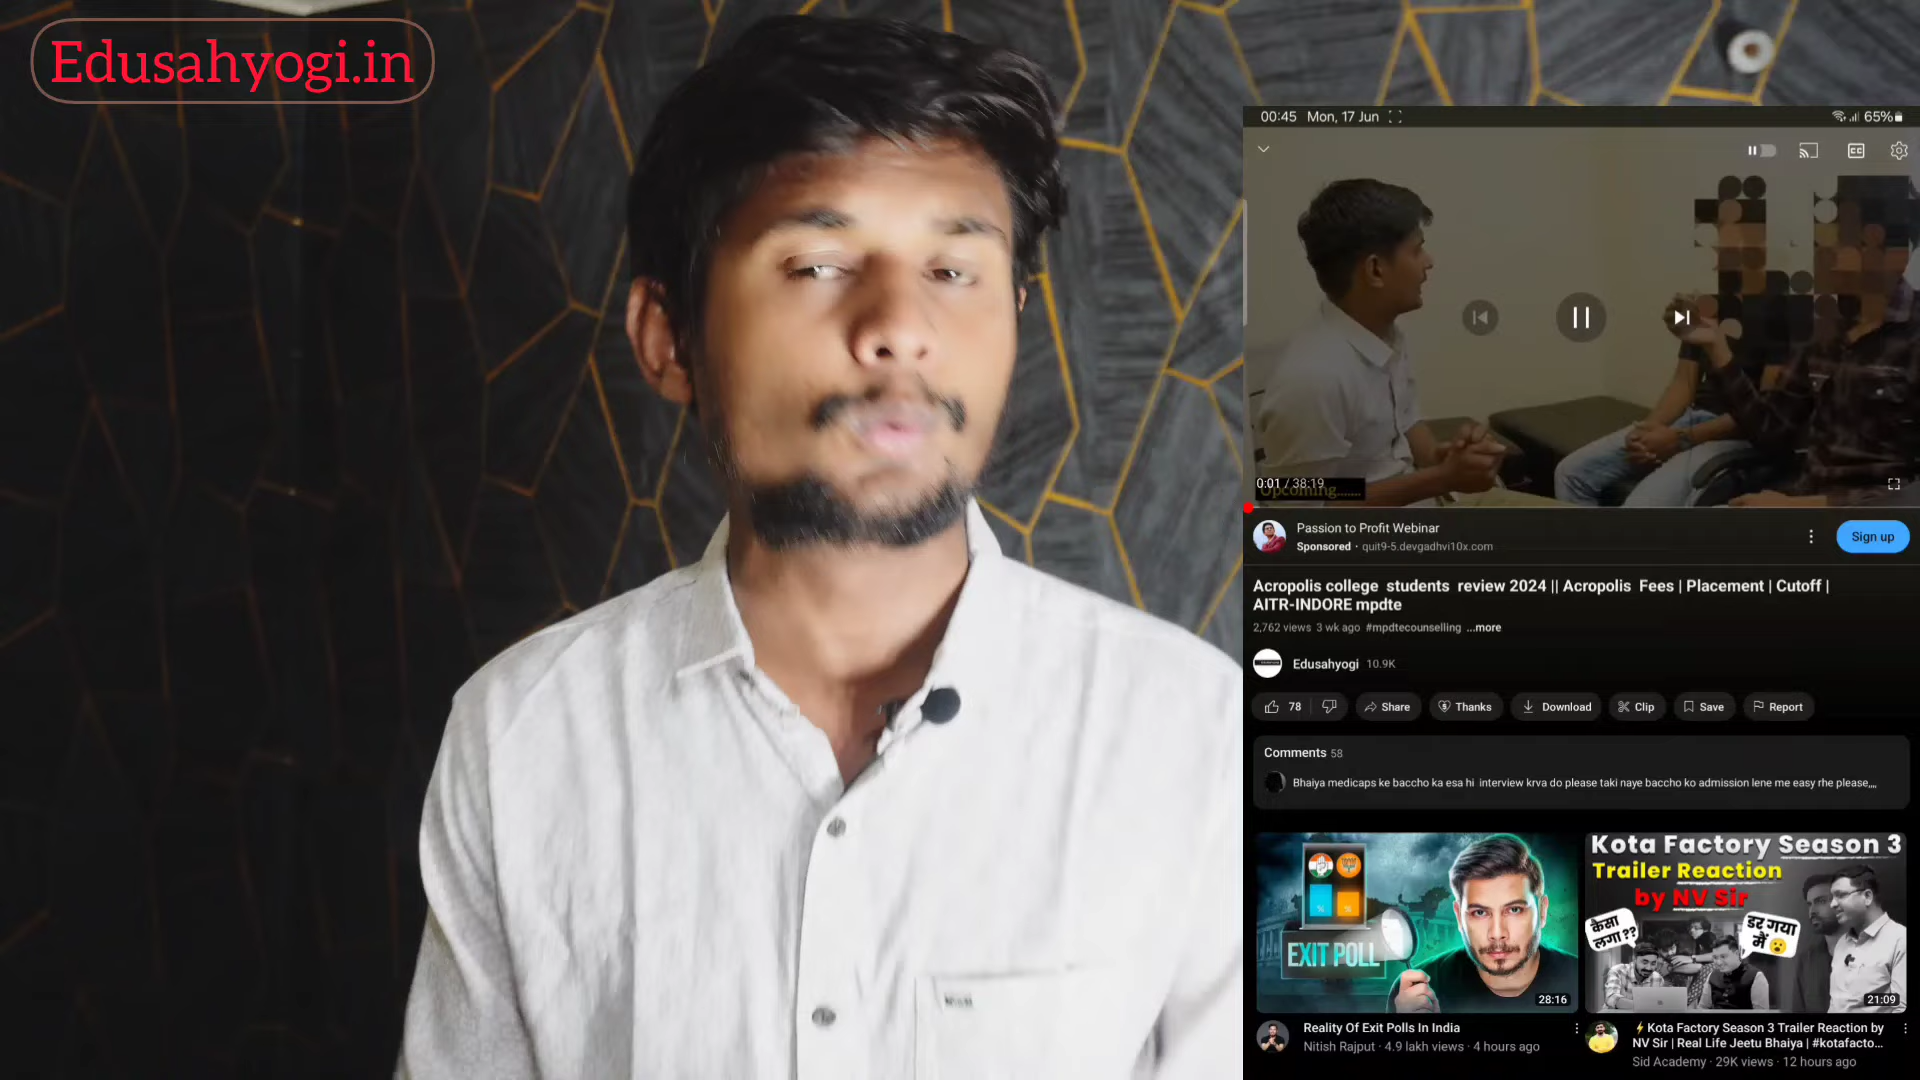 Edusahyogi.in
00:45 Mon, 17 Jun
65%
0:01 / 38:19
Upcoming.......
Passion to Profit Webinar
Sponsored · quit9-5.devgadhvi10x.com
Sign up
Acropolis college students review 2024 || Acropolis Fees | Placement | Cutoff |
AITR-INDORE mpdte
2,762 views 3 wk ago #mpdtecounselling ...more
Edusahyogi 10.9K
78 Share Thanks Download Clip Save Report
Comments 58
Bhaiya medicaps ke baccho ka esa hi interview krva do please taki naye baccho ko admission lene me easy rhe please,,,,
EXIT POLL
28:16
Reality Of Exit Polls In India
Nitish Rajput · 4.9 lakh views · 4 hours ago
Kota Factory Season 3
Trailer Reaction
by NV Sir
कैसा
लगा??
डर गया
मैं 😮
21:09
⚡Kota Factory Season 3 Trailer Reaction by
NV Sir | Real Life Jeetu Bhaiya | #kotafacto...
Sid Academy · 29K views · 12 hours ago